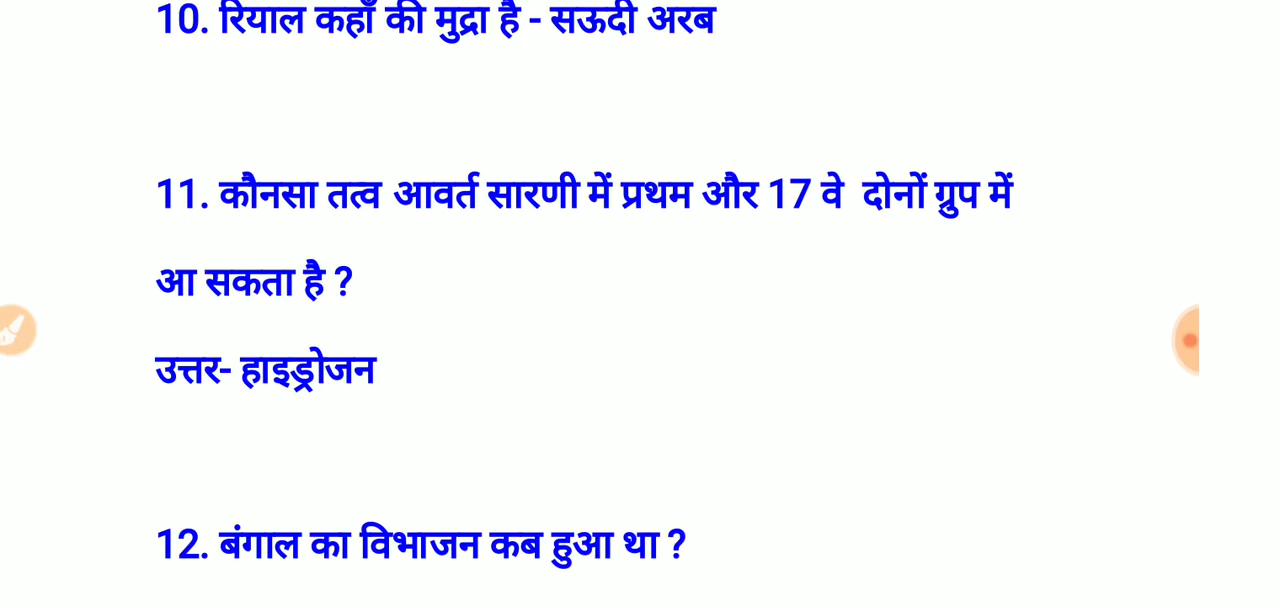 10. रियाल कहाँ की मुद्रा है - सऊदी अरब
11. कौनसा तत्व आवर्त सारणी में प्रथम और 17 वे दोनों ग्रुप में
आ सकता है ?
उत्तर- हाइड्रोजन
12. बंगाल का विभाजन कब हुआ था ?